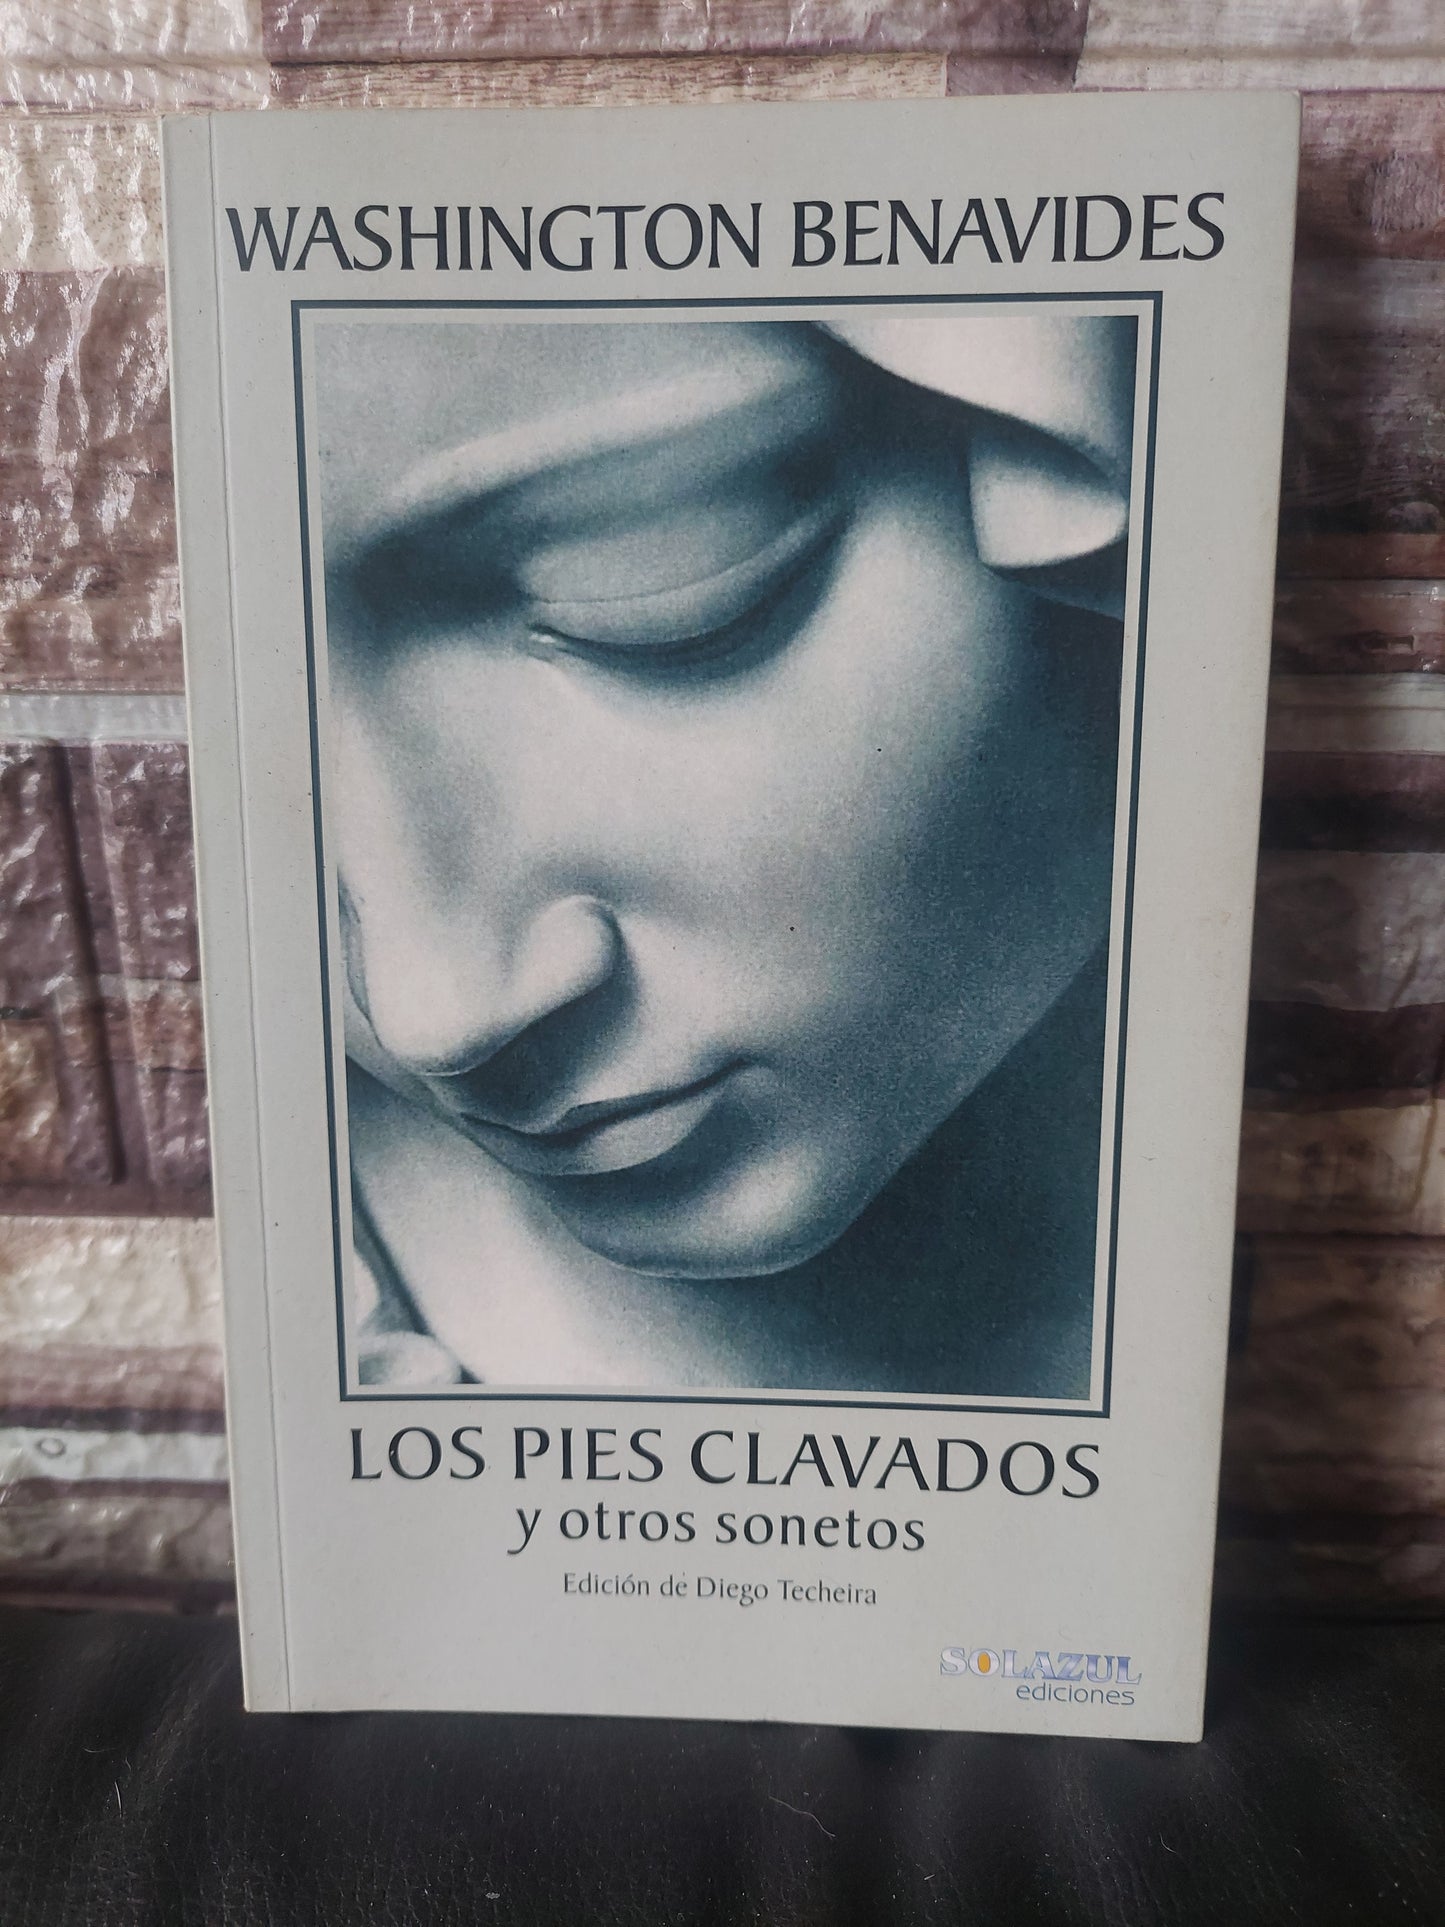 WASHINGTON BENAVIDES
LOS PIES CLAVADOS
y otros sonetos
Edición de Diego Techeira
SOLAZUL
ediciones